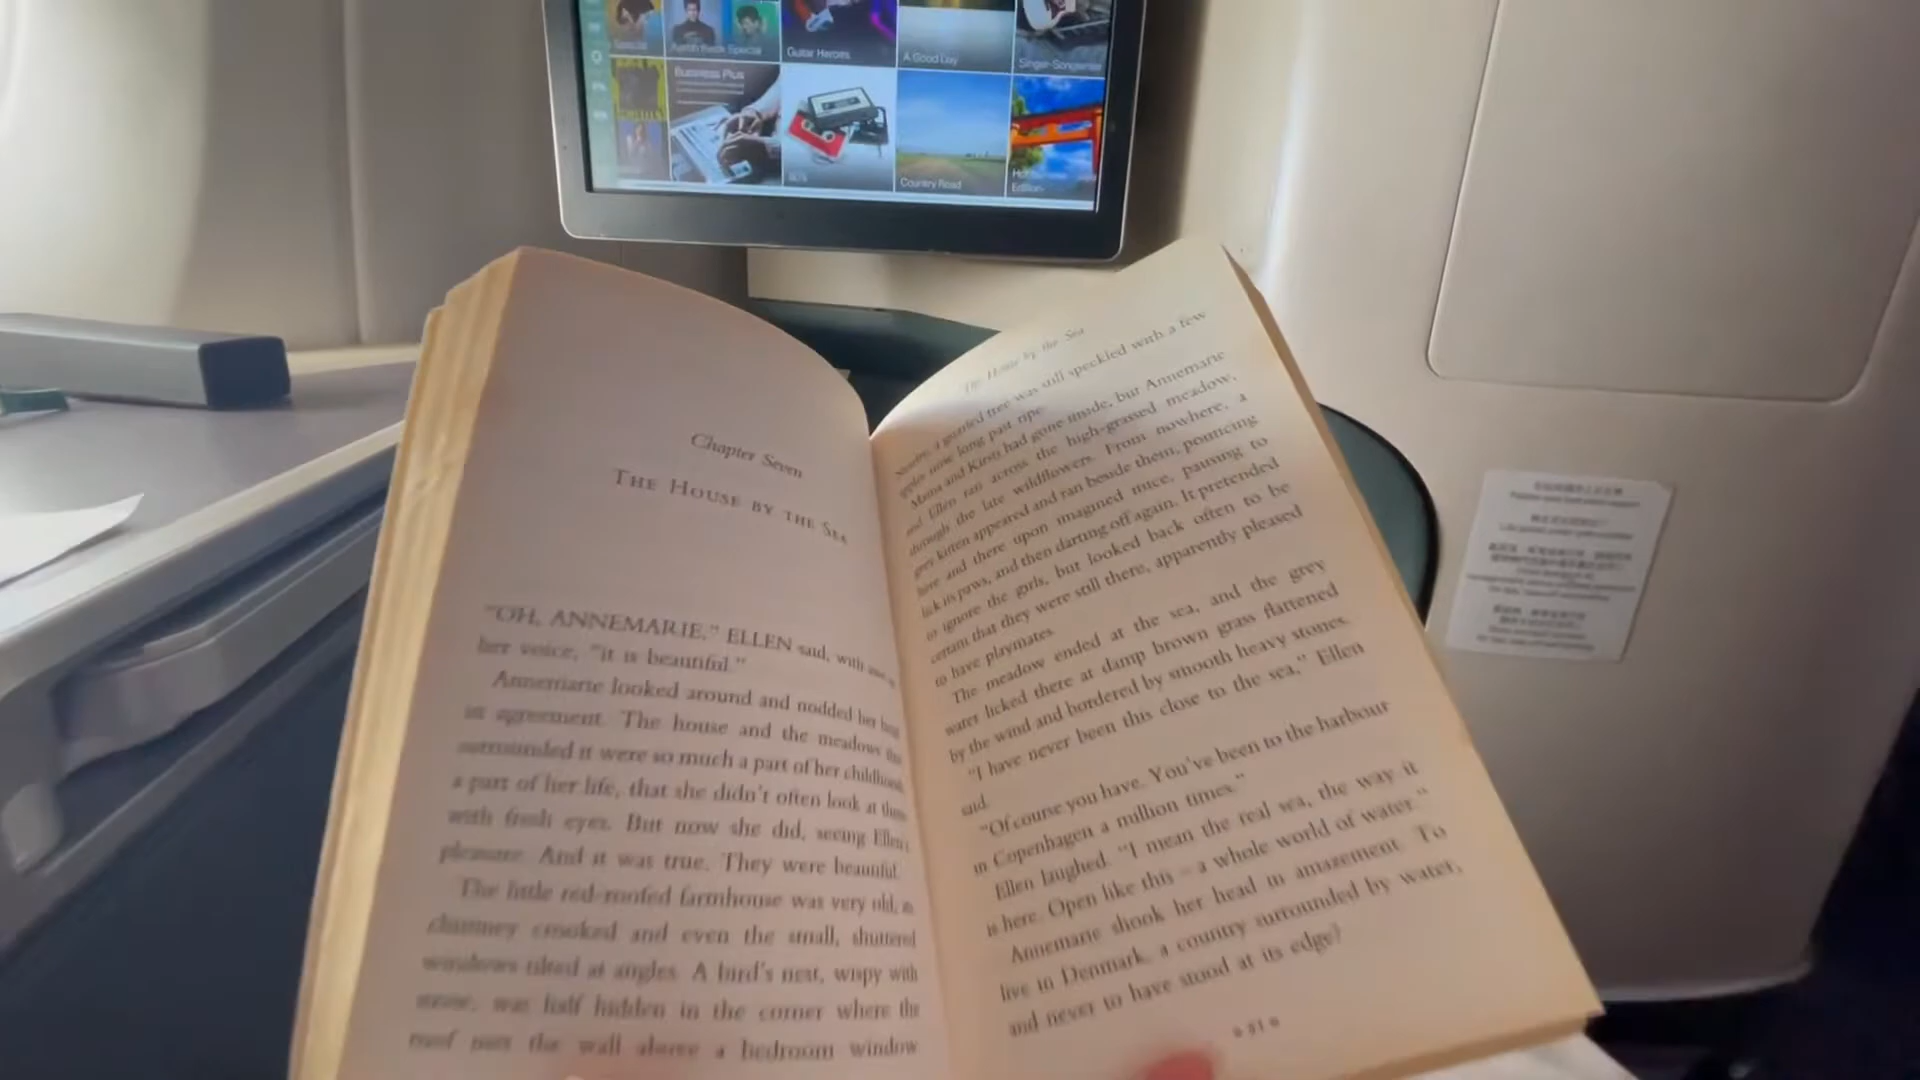 Special
Guitar Heroes
A Good Day
Singer-Songwriter
Business Plus
80's
Country Road
Edition
Chapter Seven
THE HOUSE BY THE SEA
"OH, ANNEMARIE," ELLEN said, with
her voice, "it is beautiful."
Annemarie looked around and nodded her head
in agreement. The house and the meadows that
surrounded it were so much a part of her childhood,
a part of her life, that she didn't often look at them
with fresh eyes. But now she did, seeing Ellen's
pleasure. And it was true. They were beautiful.
The little red-roofed farmhouse was very old, its
chimney crooked and even the small, shuttered
windows tilted at angles. A bird's nest, wispy with
straw, was half hidden in the corner where the
roof met the wall above a bedroom window
The House by the Sea
Nearby, a gnarled tree was still speckled with a few
apples now long past ripe.
Mama and Kirsti had gone inside, but Annemarie
and Ellen ran across the high-grassed meadow,
through the late wildflowers. From nowhere, a
grey kitten appeared and ran beside them, pouncing
here and there upon imagined mice, pausing to
lick its paws, and then darting off again. It pretended
to ignore the girls, but looked back often to be
certain that they were still there, apparently pleased
to have playmates.
The meadow ended at the sea, and the grey
water licked there at damp brown grass flattened
by the wind and bordered by smooth heavy stones.
"I have never been this close to the sea," Ellen
said.
"Of course you have. You've been to the harbour
in Copenhagen a million times."
Ellen laughed. "I mean the real sea, the way it
is here. Open like this – a whole world of water."
Annemarie shook her head in amazement. To
live in Denmark, a country surrounded by water,
and never to have stood at its edge?
51